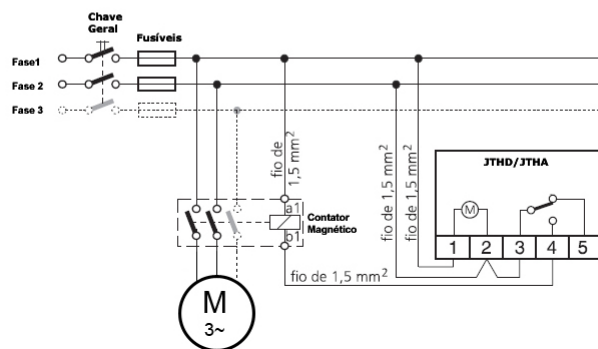 Chave
Geral
Fusíveis
Fase1
Fase 2
Fase 3
fio de
1,5 mm²
fio de 1,5 mm²
fio de 1,5 mm²
JTHD/JTHA
M
a1
b1
Contator
Magnético
1 2 3 4 5
fio de 1,5 mm²
M
3~